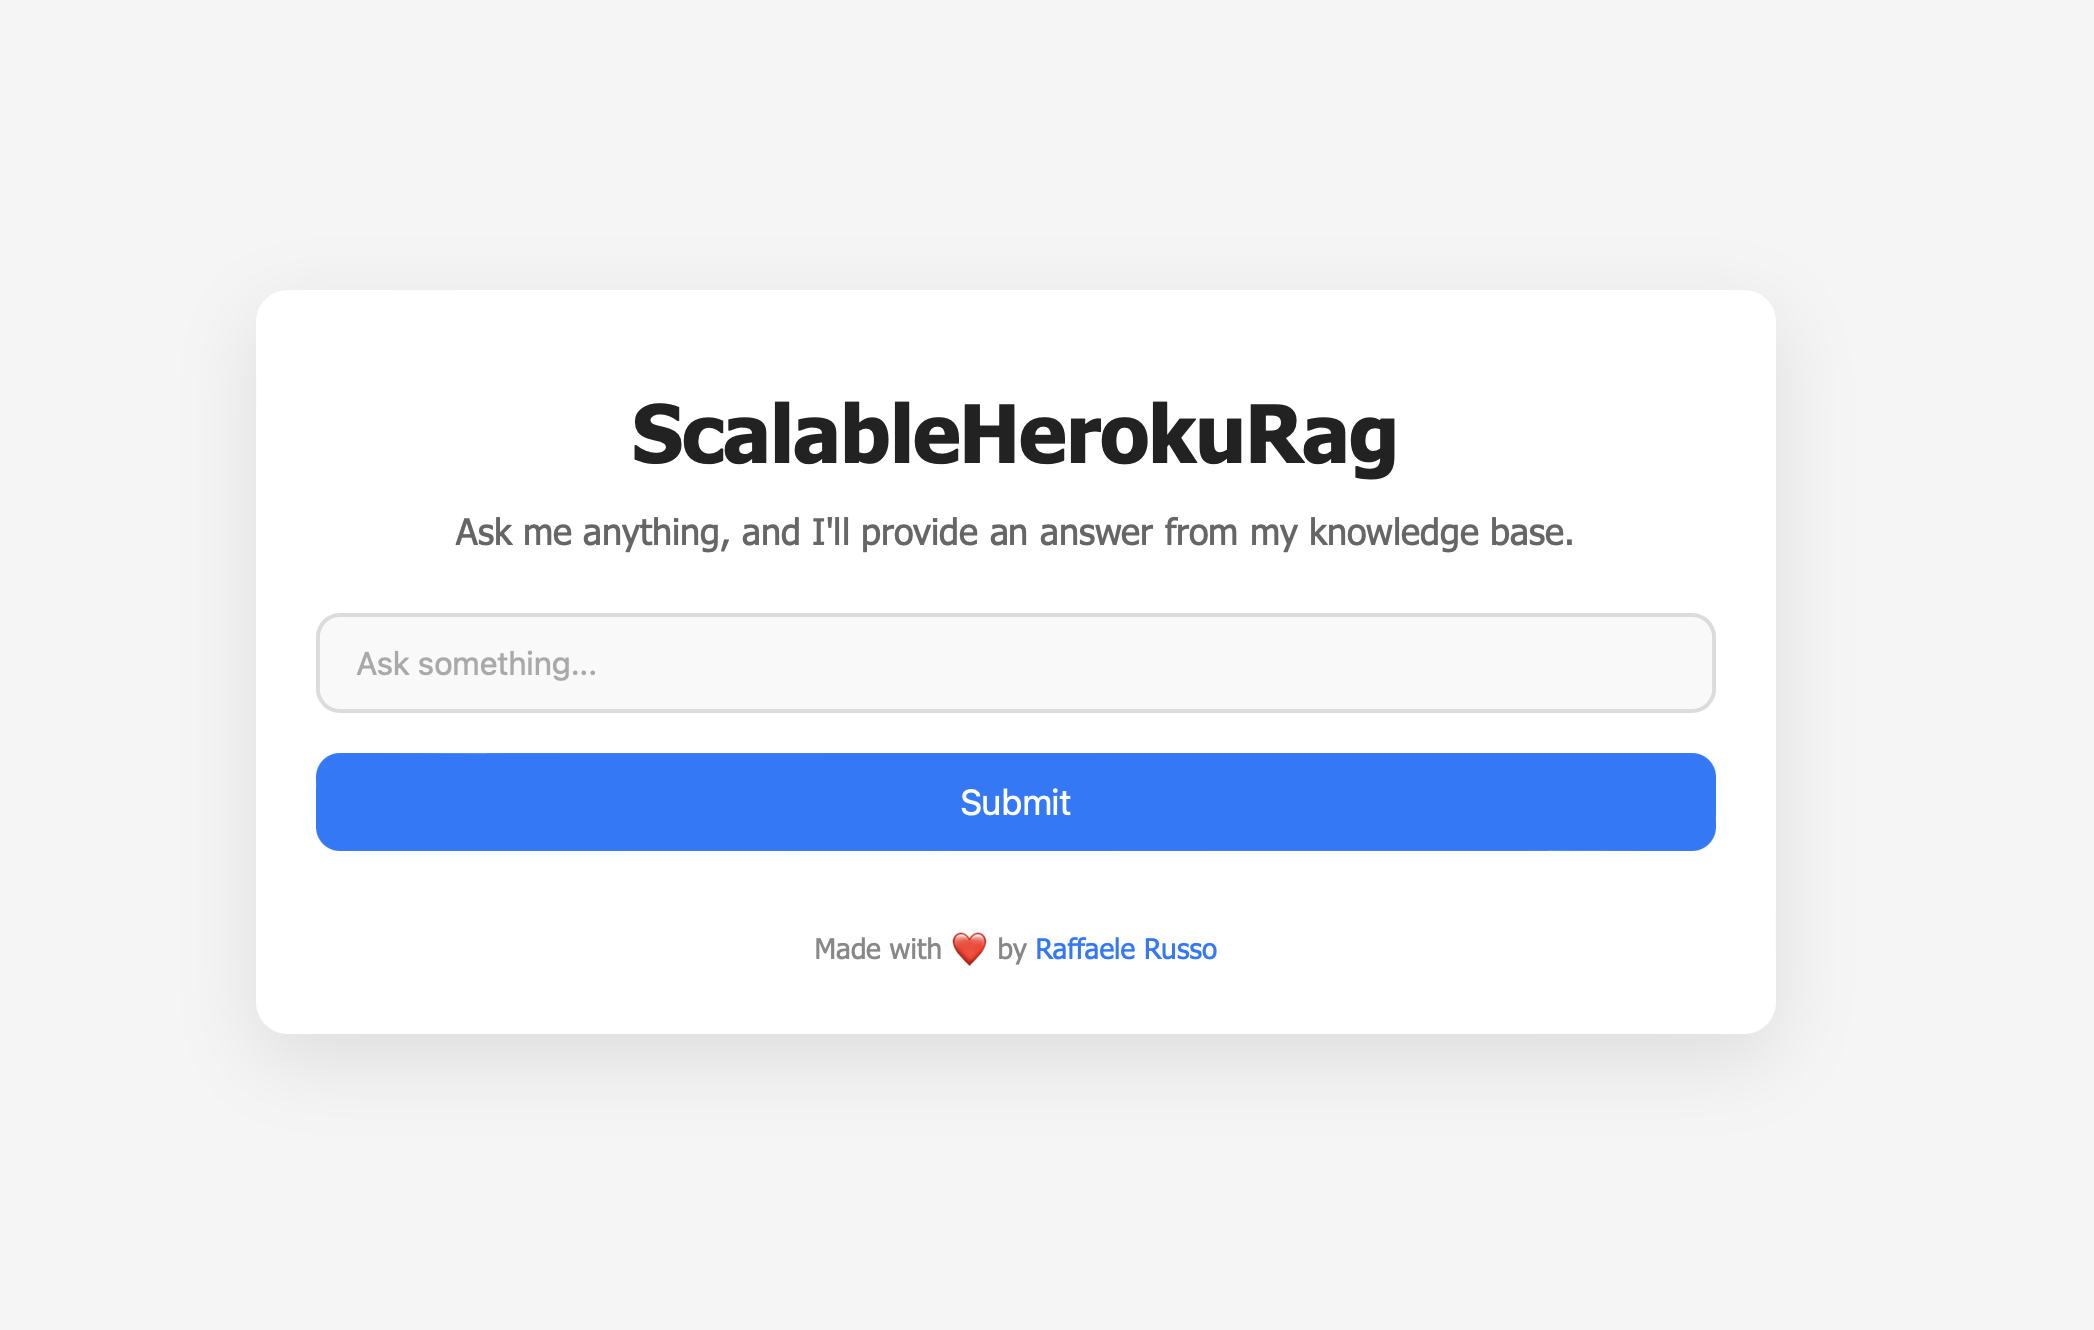 ScalableHerokuRag
Ask me anything, and I'll provide an answer from my knowledge base.
Ask something...
Submit
Made with ❤️ by Raffaele Russo